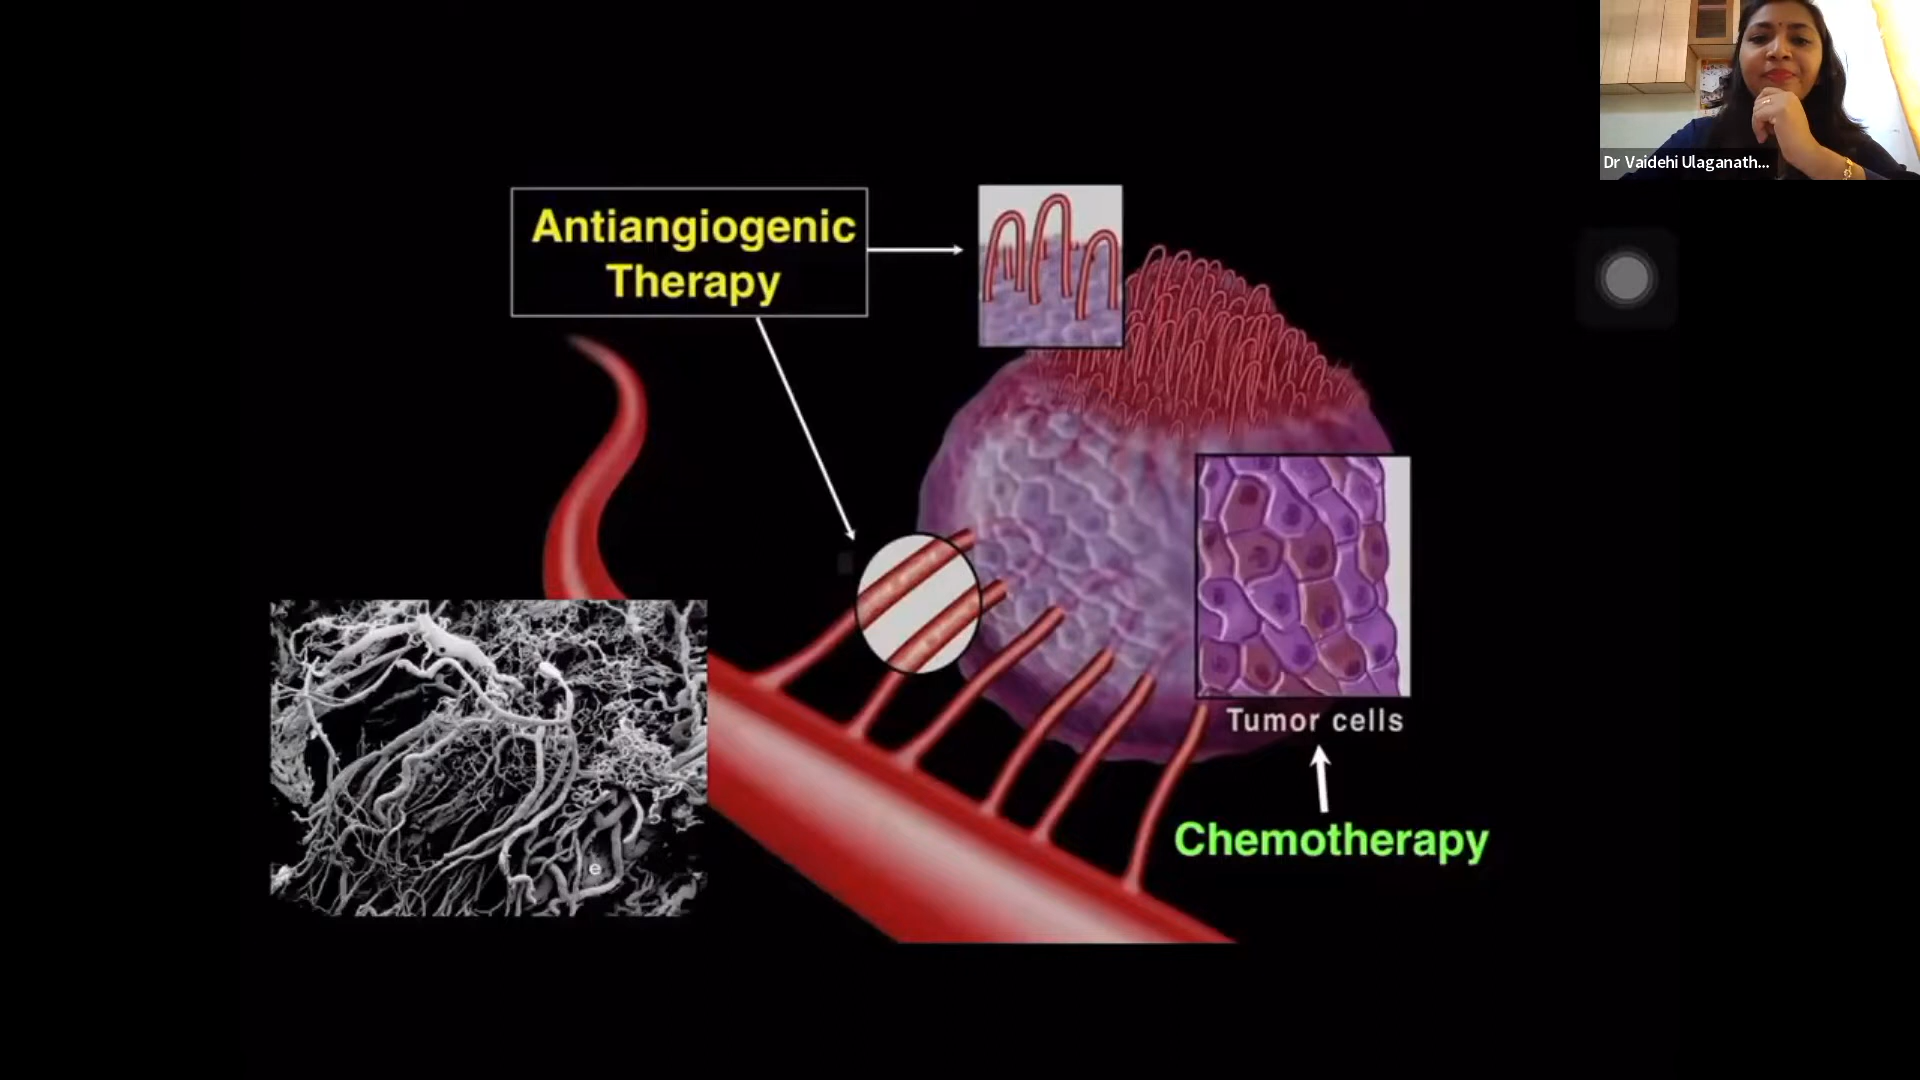 Dr Vaidehi Ulaganath...
Antiangiogenic
Therapy
Tumor cells
Chemotherapy
e